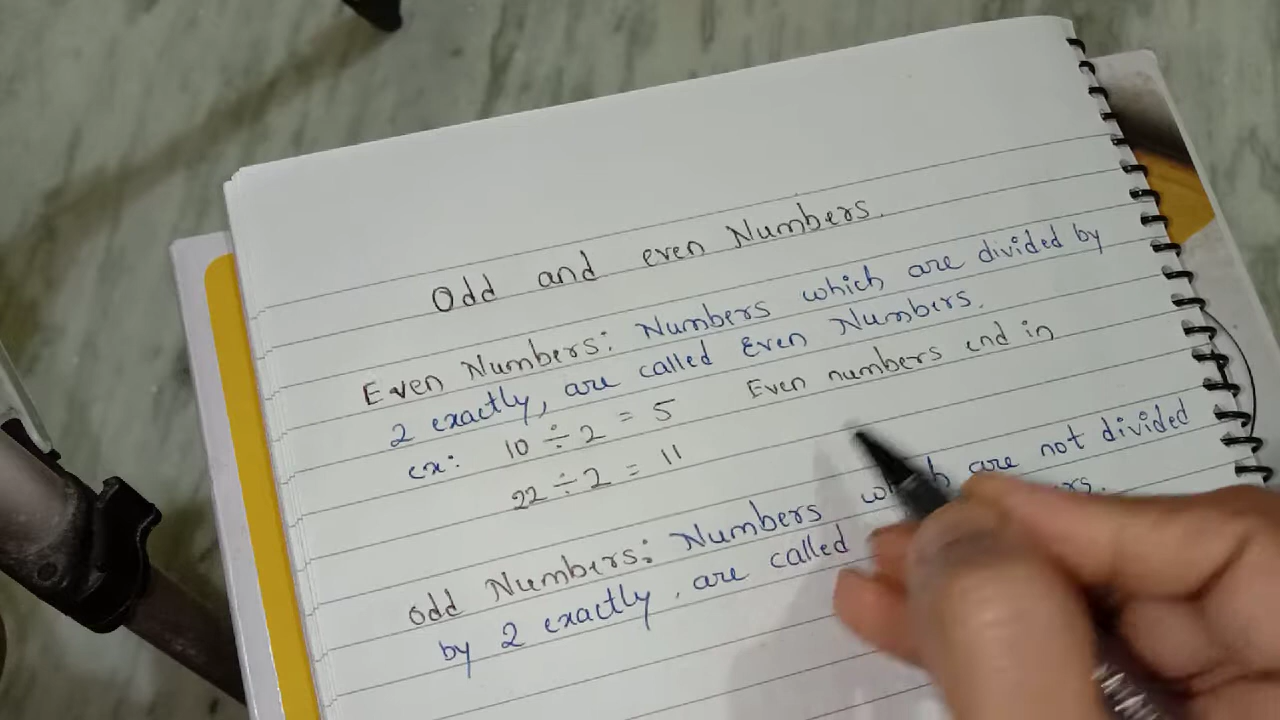 Odd and even Numbers.
Even Numbers: Numbers which are divided by
2 exactly, are called Even Numbers.
ex: 10 ÷ 2 = 5 Even numbers end in
22 ÷ 2 = 11
Odd Numbers: Numbers which are not divided
by 2 exactly, are called